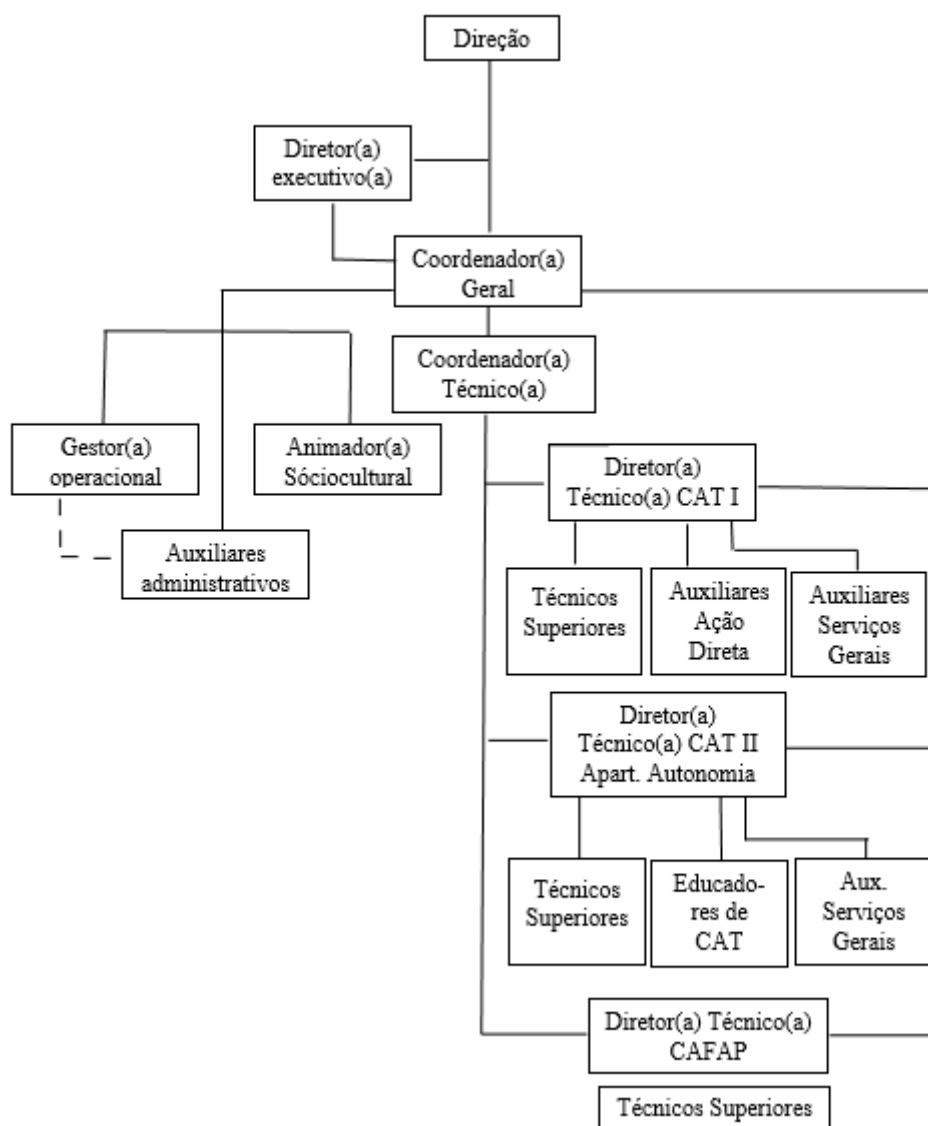 Direção
Diretor(a)
executivo(a)
Coordenador(a)
Geral
Coordenador(a)
Técnico(a)
Gestor(a)
operacional
Animador(a)
Sóciocultural
Auxiliares
administrativos
Diretor(a)
Técnico(a) CAT I
Técnicos
Superiores
Auxiliares
Ação
Direta
Auxiliares
Serviços
Gerais
Diretor(a)
Técnico(a) CAT II
Apart. Autonomia
Técnicos
Superiores
Educado-
res de
CAT
Aux.
Serviços
Gerais
Diretor(a) Técnico(a)
CAFAP
Técnicos Superiores